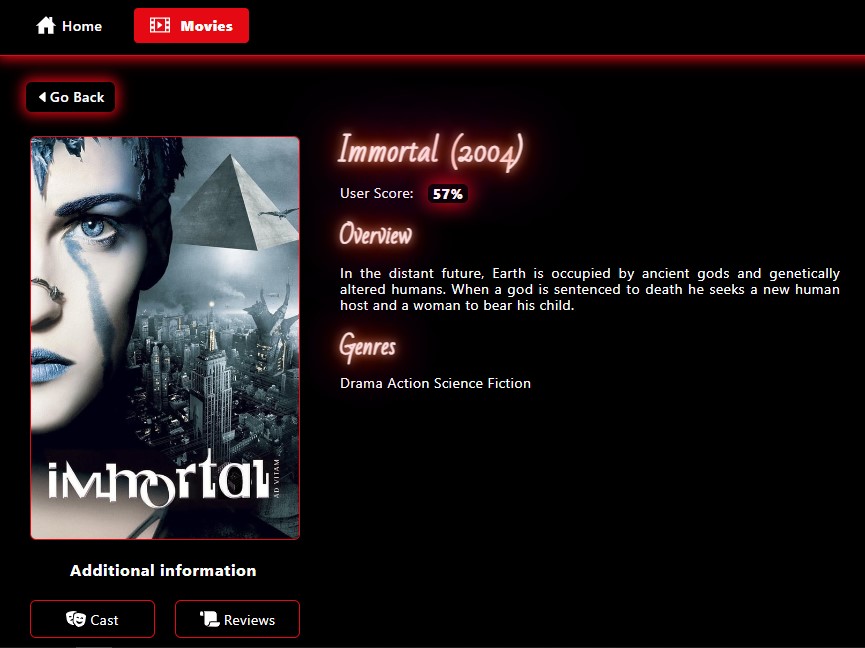 Home
Movies
Go Back
Immortal (2004)
User Score: 57%
Overview
In the distant future, Earth is occupied by ancient gods and genetically
altered humans. When a god is sentenced to death he seeks a new human
host and a woman to bear his child.
Genres
Drama Action Science Fiction
immortal
AD VITAM
Additional information
Cast
Reviews